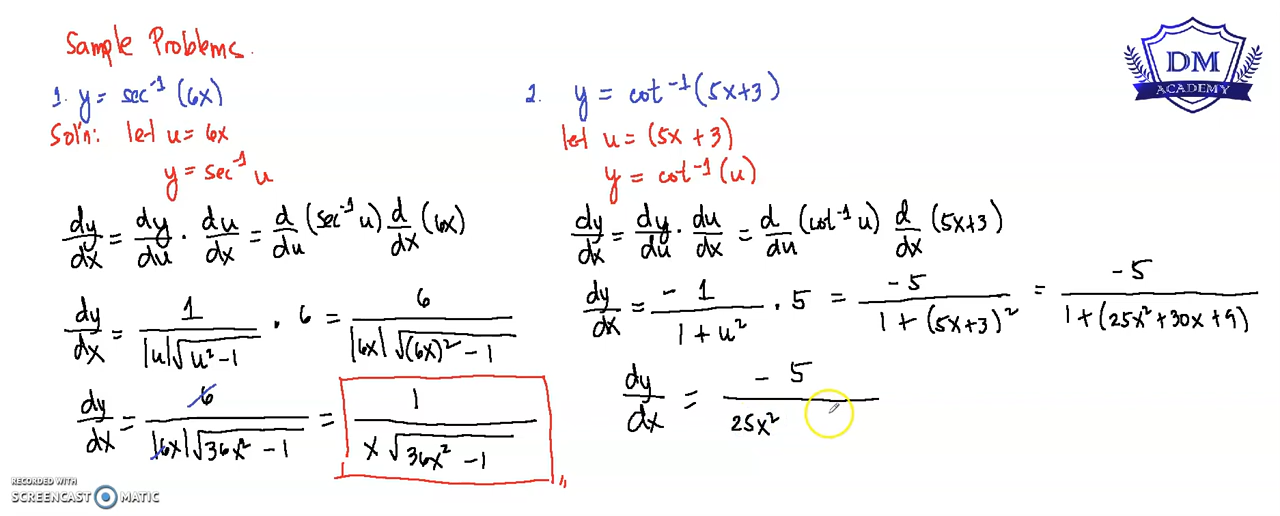 Sample Problems.
1. y = sec⁻¹ (6x)
Sol'n: let u = 6x
y = sec⁻¹ u
dy/dx = dy/du · du/dx = d/du (sec⁻¹ u) d/dx (6x)
dy/dx = 1/(|u|√(u² - 1)) · 6 = 6/(|6x|√((6x)² - 1))
dy/dx = 6/(|6x|√(36x² - 1)) = 1/(x√(36x² - 1))
2. y = cot⁻¹ (5x+3)
let u = (5x + 3)
y = cot⁻¹ (u)
dy/dx = dy/du · du/dx = d/du (cot⁻¹ u) d/dx (5x+3)
dy/dx = - 1/(1 + u²) · 5 = -5/(1 + (5x+3)²) = -5/(1 + (25x² + 30x + 9))
dy/dx = - 5/(25x²
DM
ACADEMY
RECORDED WITH
SCREENCAST MATIC